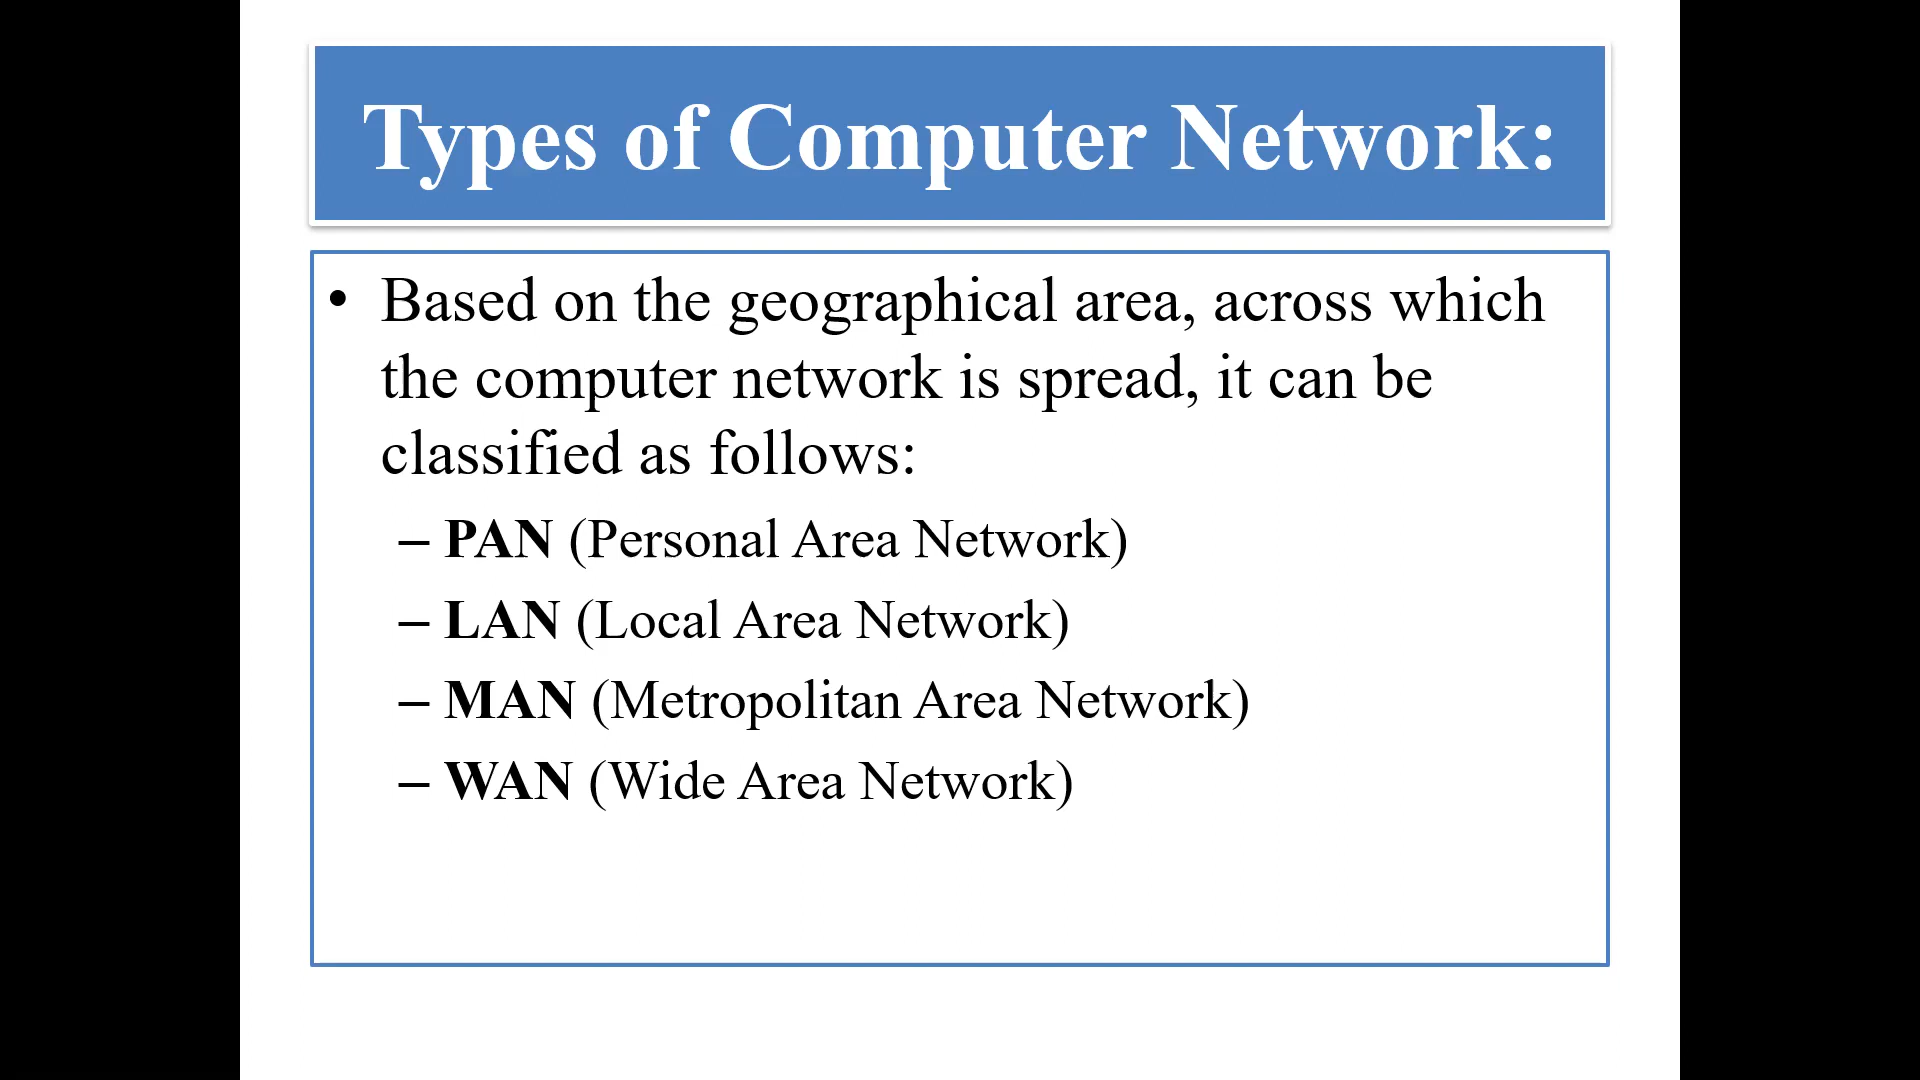 Types of Computer Network:
• Based on the geographical area, across which
the computer network is spread, it can be
classified as follows:
– PAN (Personal Area Network)
– LAN (Local Area Network)
– MAN (Metropolitan Area Network)
– WAN (Wide Area Network)